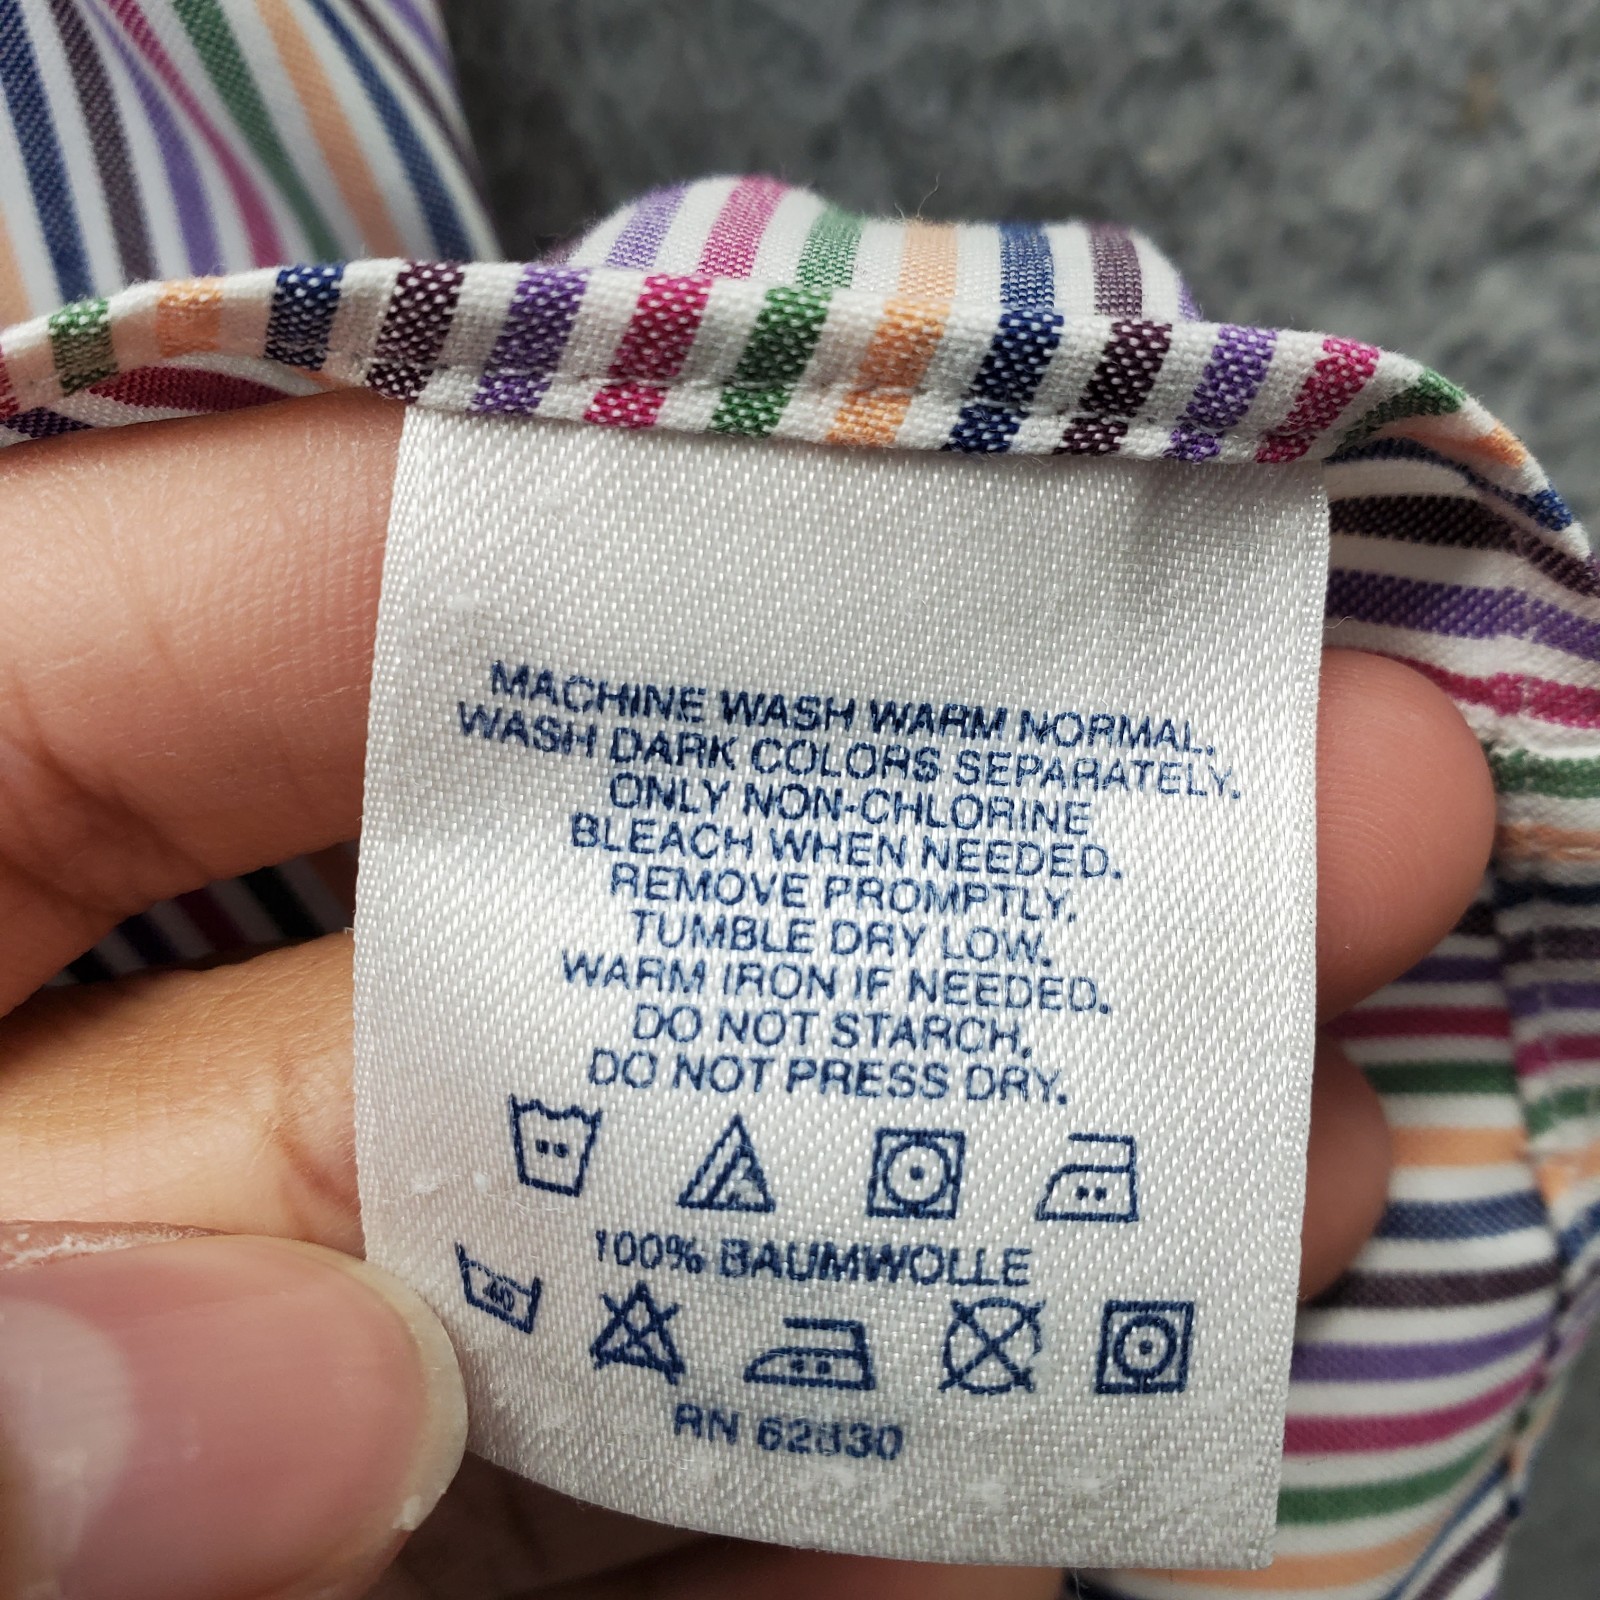 MACHINE WASH WARM NORMAL.
WASH DARK COLORS SEPARATELY.
ONLY NON-CHLORINE
BLEACH WHEN NEEDED.
REMOVE PROMPTLY.
TUMBLE DRY LOW.
WARM IRON IF NEEDED.
DO NOT STARCH.
DO NOT PRESS DRY.
100% BAUMWOLLE
40
RN 62830